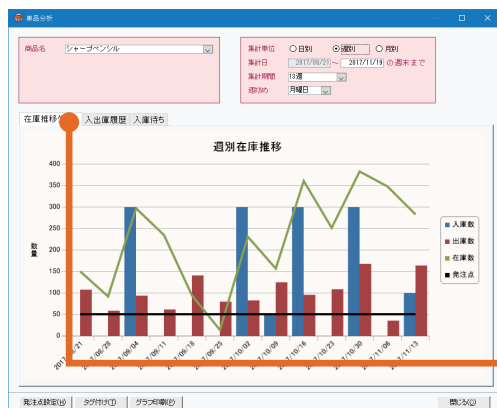 単品分析
商品名 シャープペンシル
集計単位 日別 週別 月別
集計日 2017/08/21 ～ 2017/11/19 の週末まで
集計期間 13週
週初め 月曜日
在庫推移 入出庫履歴 入庫待ち
週別在庫推移
数量
400
350
300
250
200
150
100
50
0
2017/08/21
2017/08/28
2017/09/04
2017/09/11
2017/09/18
2017/09/25
2017/10/02
2017/10/09
2017/10/16
2017/10/23
2017/10/30
2017/11/06
2017/11/13
入庫数
出庫数
在庫数
発注点
発注点設定(H) タグ付け(T) グラフ印刷(P) 閉じる(C)